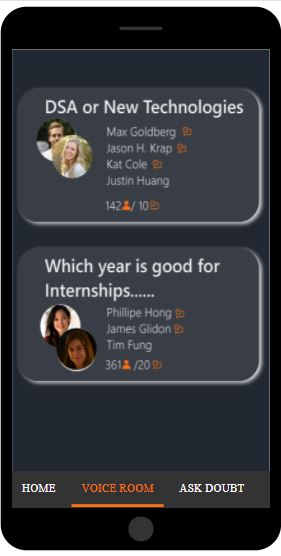 DSA or New Technologies
Max Goldberg
Jason H. Krap
Kat Cole
Justin Huang
142 / 10
Which year is good for
Internships......
Phillipe Hong
James Glidon
Tim Fung
361 /20
HOME VOICE ROOM ASK DOUBT